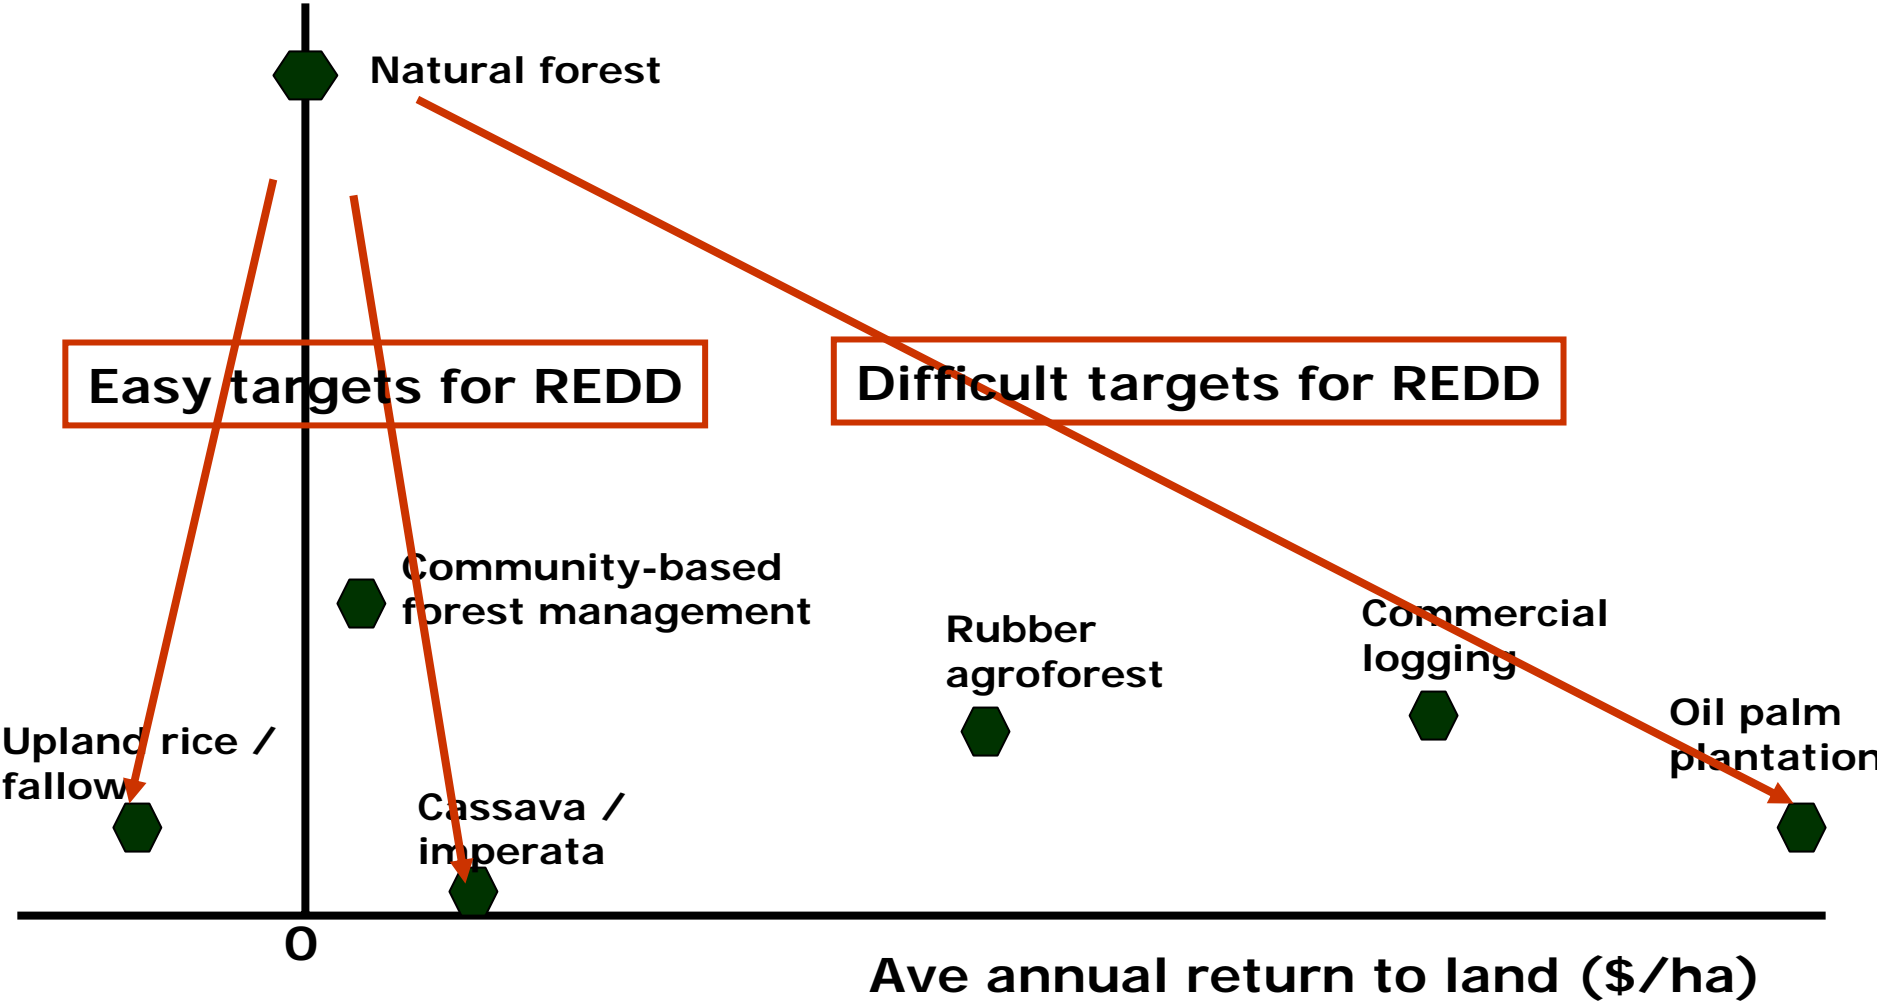 Natural forest
Easy targets for REDD
Difficult targets for REDD
Community-based
forest management
Rubber
agroforest
Commercial
logging
Oil palm
plantation
Upland rice /
fallow
Cassava /
imperata
0
Ave annual return to land ($/ha)